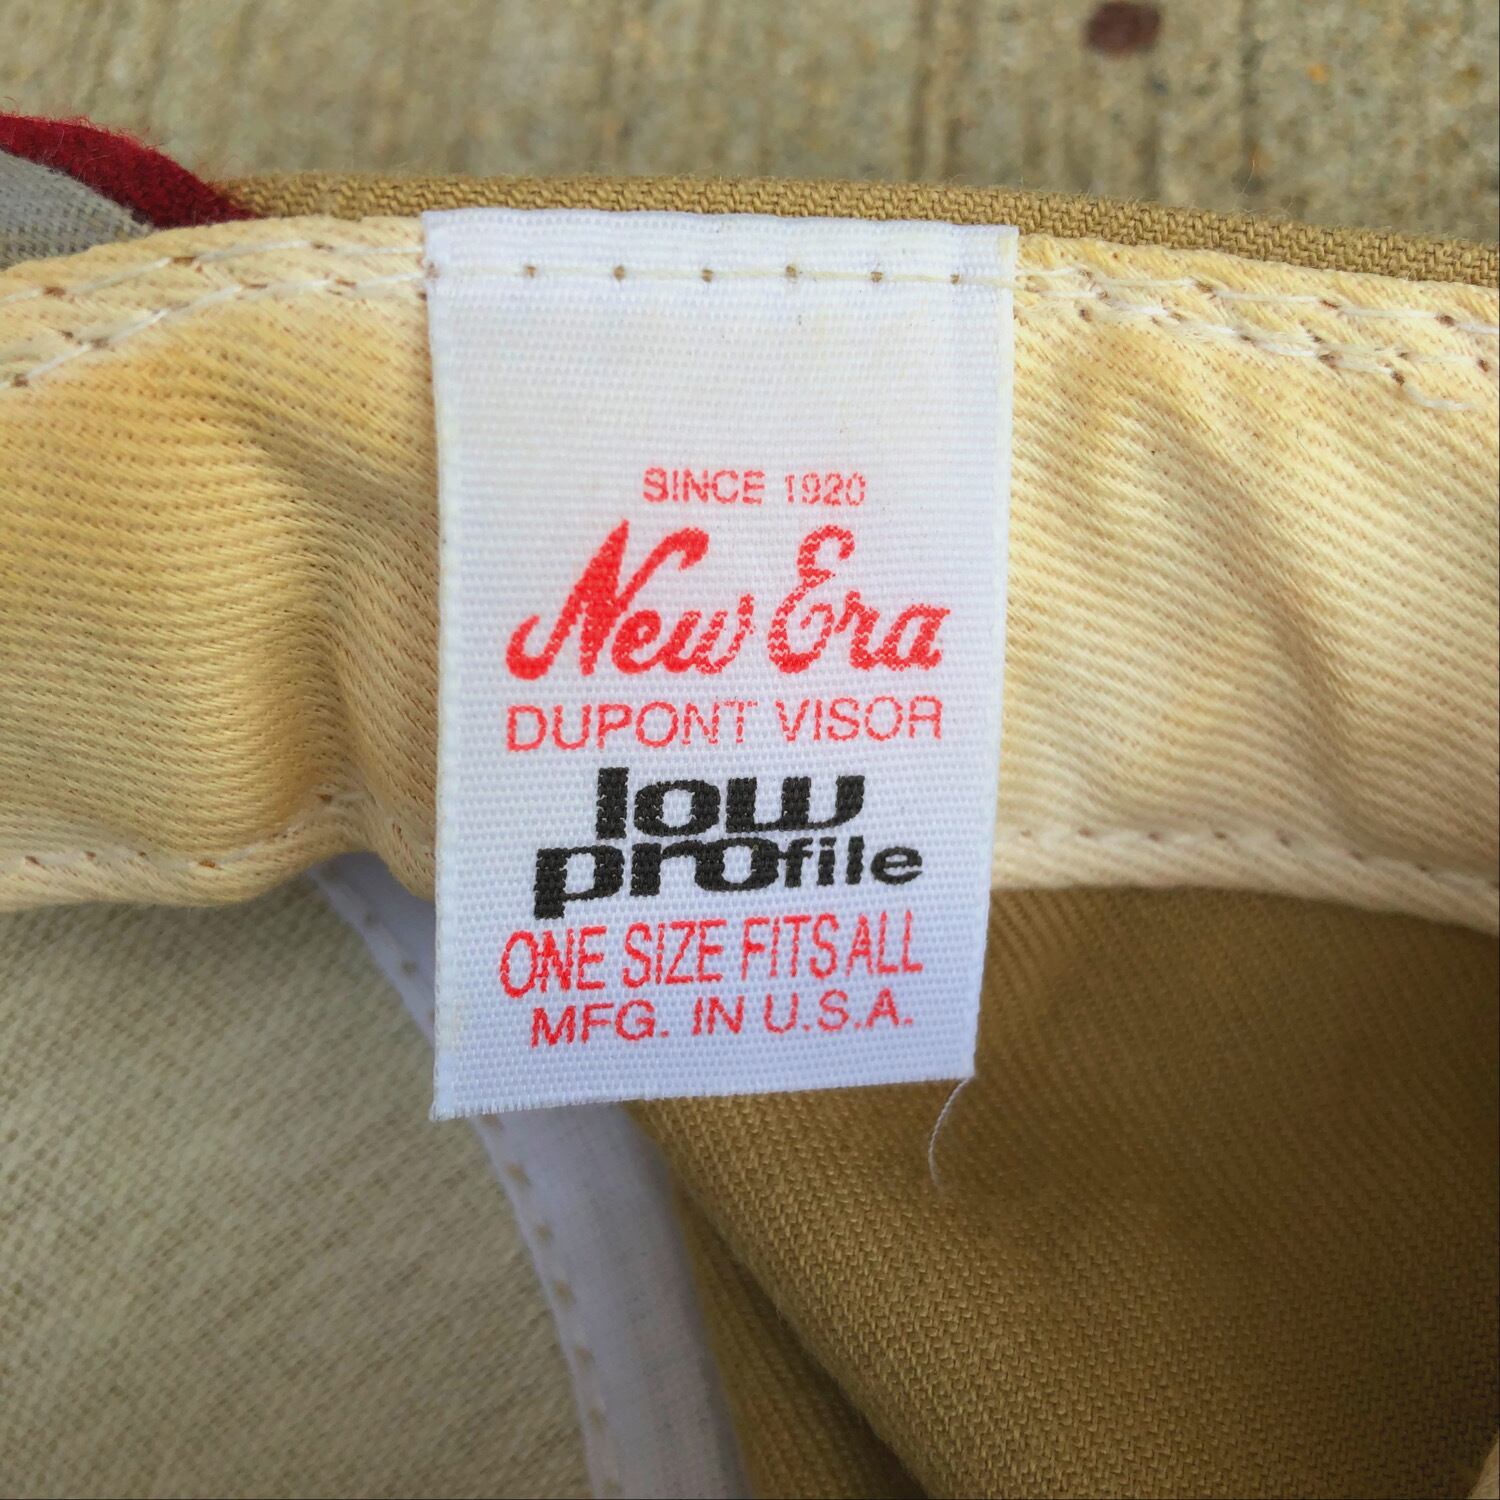 SINCE 1920
New Era
DUPONT VISOR
low
profile
ONE SIZE FITS ALL
MFG. IN U.S.A.